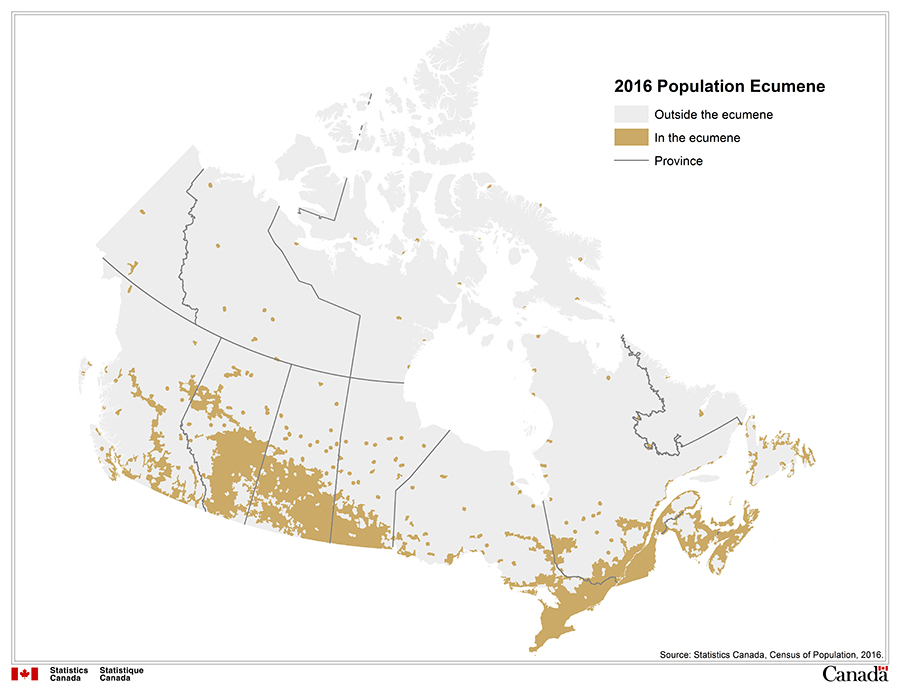 2016 Population Ecumene
Outside the ecumene
In the ecumene
Province
Source: Statistics Canada, Census of Population, 2016.
Statistics Statistique
Canada Canada
Canada